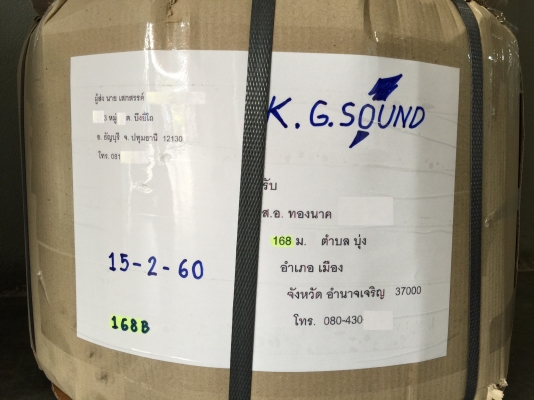 ผู้ส่ง นาย เสกสรรค์
3 หมู่ ต. บึงยี่โถ
อ. ธัญบุรี จ. ปทุมธานี 12130
โทร. 081
K.G.SOUND
รับ
ส.อ. ทองนาค
168 ม. ตำบล บุ่ง
อำเภอ เมือง
จังหวัด อำนาจเจริญ 37000
โทร. 080-430
15-2-60
168B